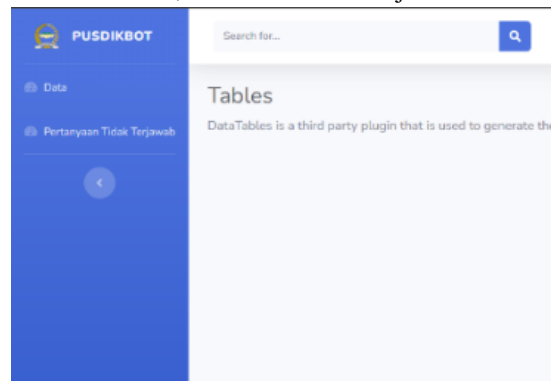 PUSDIKBOT
Search for...
Data
Pertanyaan Tidak Terjawab
Tables
DataTables is a third party plugin that is used to generate the